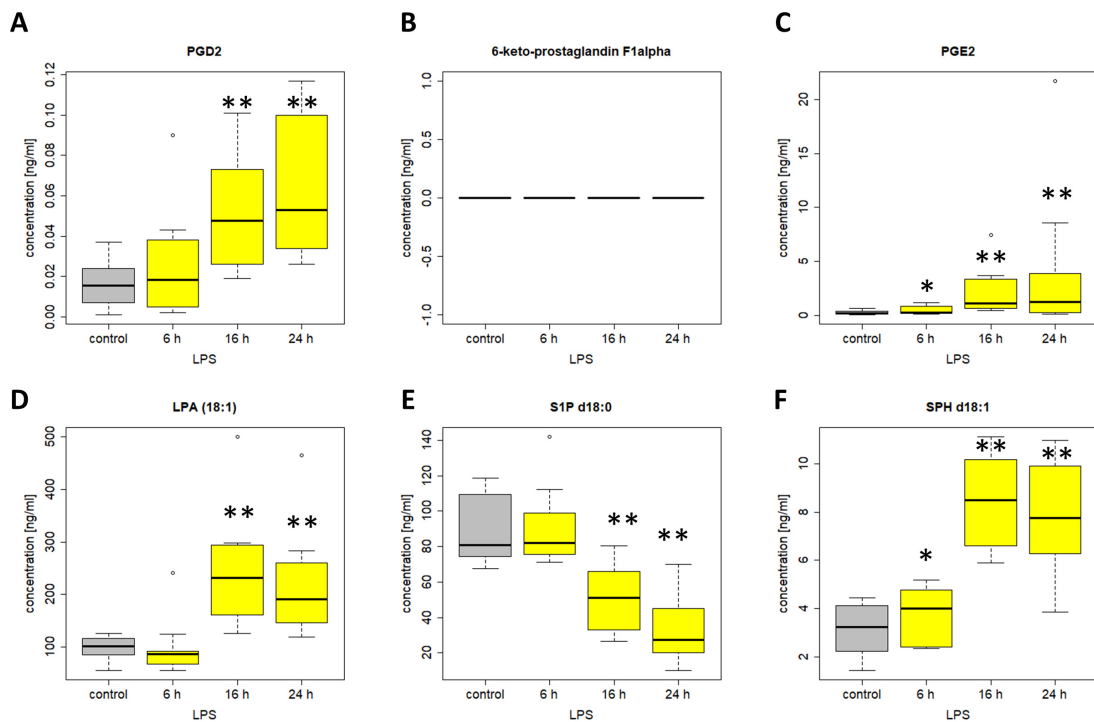 A
PGD2
concentration [ng/ml]
0.12
0.10
0.08
0.06
0.04
0.02
0.00
** **
control 6 h 16 h 24 h
LPS
B
6-keto-prostaglandin F1alpha
concentration [ng/ml]
1.0
0.5
0.0
-0.5
-1.0
control 6 h 16 h 24 h
LPS
C
PGE2
concentration [ng/ml]
20
15
10
5
0
* ** **
control 6 h 16 h 24 h
LPS
D
LPA (18:1)
concentration [ng/ml]
500
400
300
200
100
** **
control 6 h 16 h 24 h
LPS
E
S1P d18:0
concentration [ng/ml]
140
120
100
80
60
40
20
** **
control 6 h 16 h 24 h
LPS
F
SPH d18:1
concentration [ng/ml]
10
8
6
4
2
* ** **
control 6 h 16 h 24 h
LPS